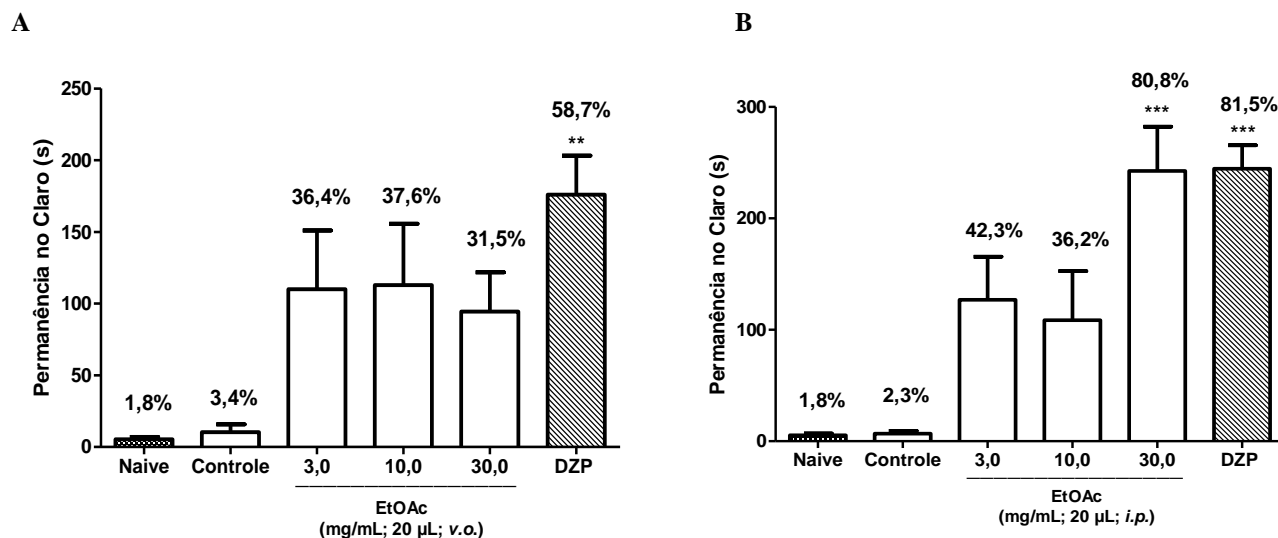 A
Permanência no Claro (s)
250
200
150
100
50
0
1,8%
3,4%
36,4%
37,6%
31,5%
58,7%
**
Naive Controle 3,0 10,0 30,0 DZP
EtOAc
(mg/mL; 20 µL; v.o.)
B
Permanência no Claro (s)
300
200
100
0
1,8%
2,3%
42,3%
36,2%
80,8%
***
81,5%
***
Naive Controle 3,0 10,0 30,0 DZP
EtOAc
(mg/mL; 20 µL; i.p.)